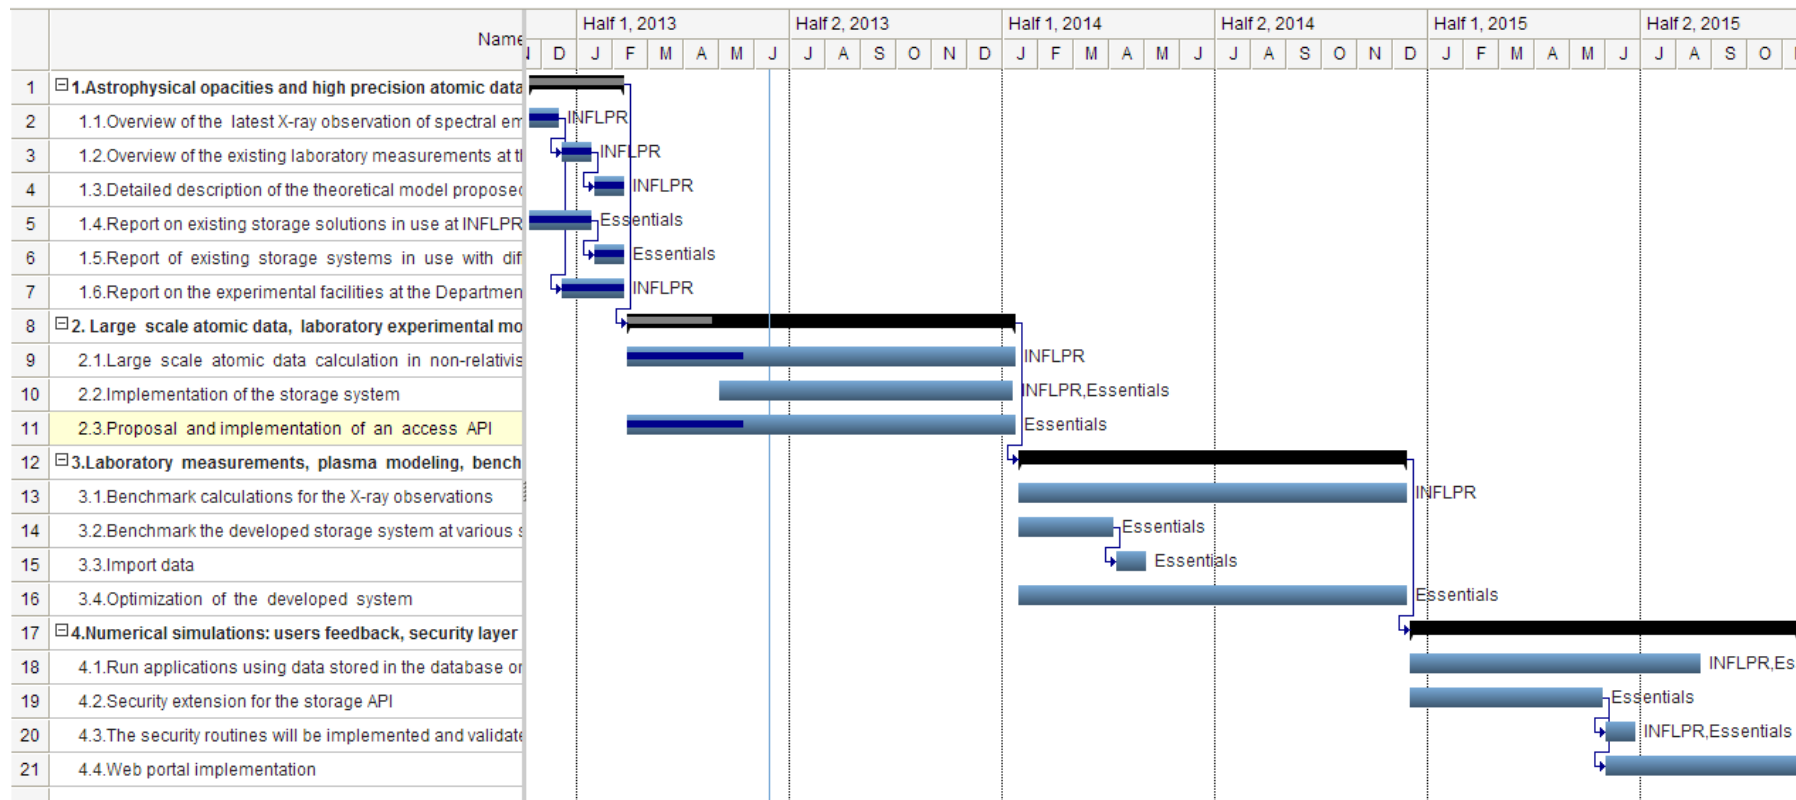 Name
Half 1, 2013 Half 2, 2013 Half 1, 2014 Half 2, 2014 Half 1, 2015 Half 2, 2015
D J F M A M J J A S O N D J F M A M J J A S O N D J F M A M J J A S O
1 1.Astrophysical opacities and high precision atomic data
2 1.1.Overview of the latest X-ray observation of spectral em INFLPR
3 1.2.Overview of the existing laboratory measurements at th INFLPR
4 1.3.Detailed description of the theoretical model proposed INFLPR
5 1.4.Report on existing storage solutions in use at INFLPR Essentials
6 1.5.Report of existing storage systems in use with dif Essentials
7 1.6.Report on the experimental facilities at the Departmen INFLPR
8 2. Large scale atomic data, laboratory experimental mo
9 2.1.Large scale atomic data calculation in non-relativis INFLPR
10 2.2.Implementation of the storage system INFLPR,Essentials
11 2.3.Proposal and implementation of an access API Essentials
12 3.Laboratory measurements, plasma modeling, bench
13 3.1.Benchmark calculations for the X-ray observations INFLPR
14 3.2.Benchmark the developed storage system at various s Essentials
15 3.3.Import data Essentials
16 3.4.Optimization of the developed system Essentials
17 4.Numerical simulations: users feedback, security layer
18 4.1.Run applications using data stored in the database or INFLPR,Es
19 4.2.Security extension for the storage API Essentials
20 4.3.The security routines will be implemented and validate INFLPR,Essentials
21 4.4.Web portal implementation